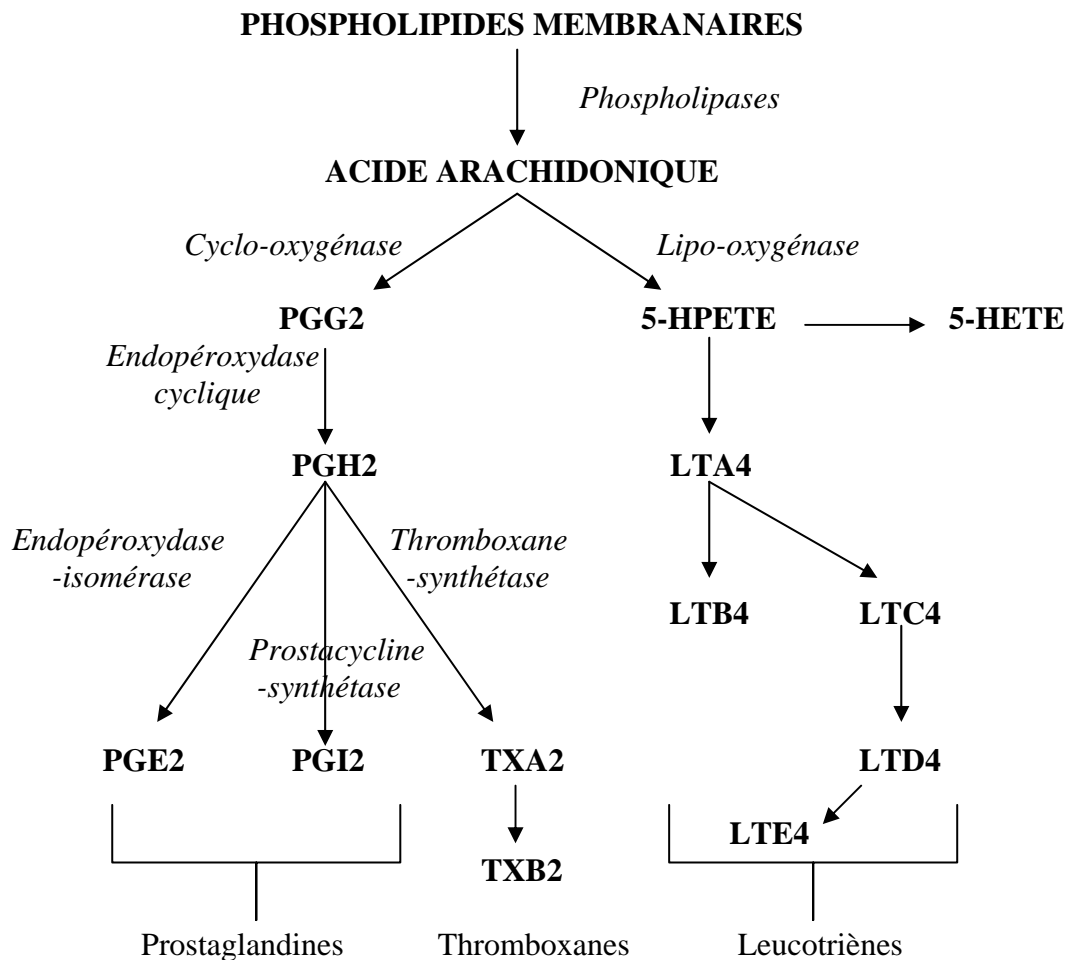 PHOSPHOLIPIDES MEMBRANAIRES
Phospholipases
ACIDE ARACHIDONIQUE
Cyclo-oxygénase
Lipo-oxygénase
PGG2
5-HPETE
5-HETE
Endopéroxydase
cyclique
PGH2
LTA4
Endopéroxydase
-isomérase
Thromboxane
-synthétase
LTB4
LTC4
Prostacycline
-synthétase
PGE2
PGI2
TXA2
LTD4
LTE4
TXB2
Prostaglandines
Thromboxanes
Leucotriènes